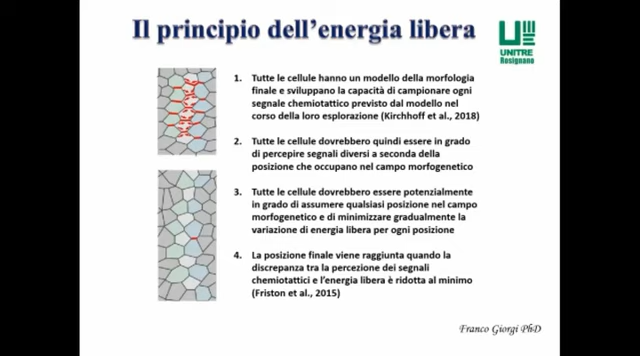 Il principio dell'energia libera
UNITRE
Rosignano
1. Tutte le cellule hanno un modello della morfologia
finale e sviluppano la capacità di campionare ogni
segnale chemiotattico previsto dal modello nel
corso della loro esplorazione (Kirchhoff et al., 2018)
2. Tutte le cellule dovrebbero quindi essere in grado
di percepire segnali diversi a seconda della
posizione che occupano nel campo morfogenetico
3. Tutte le cellule dovrebbero essere potenzialmente
in grado di assumere qualsiasi posizione nel campo
morfogenetico e di minimizzare gradualmente la
variazione di energia libera per ogni posizione
4. La posizione finale viene raggiunta quando la
discrepanza tra la percezione dei segnali
chemiotattici e l'energia libera è ridotta al minimo
(Friston et al., 2015)
Franco Giorgi PhD